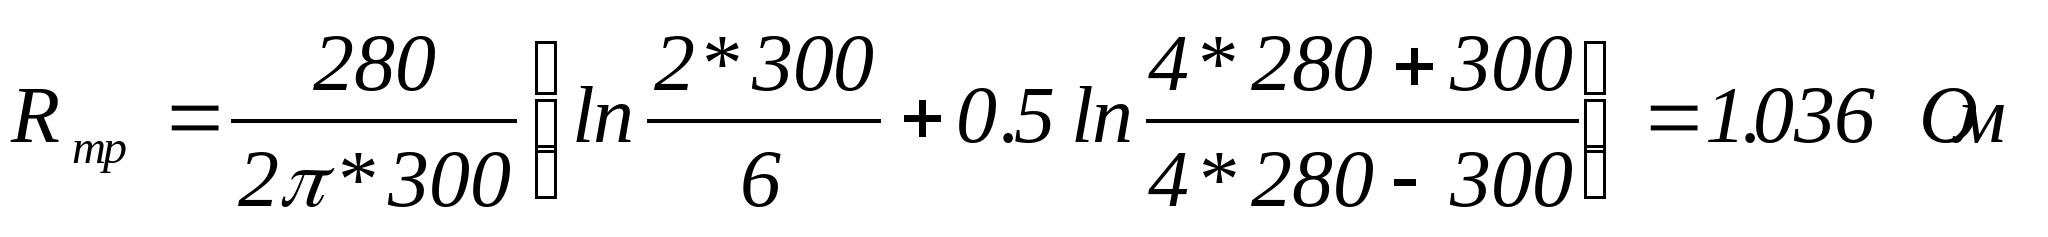 R тр = 280 / 2π*300 ( ln 2*300 / 6 + 0.5 ln 4*280+300 / 4*280-300 ) =1.036 Ом